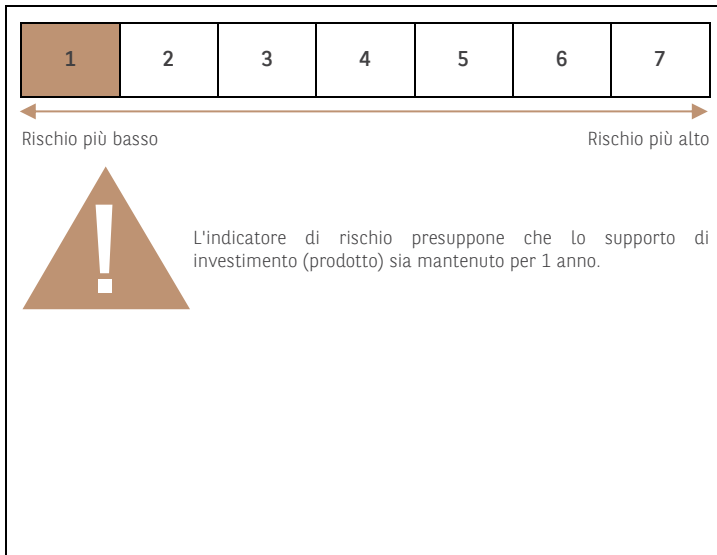 1 2 3 4 5 6 7
Rischio più basso Rischio più alto
!
L'indicatore di rischio presuppone che lo supporto di
investimento (prodotto) sia mantenuto per 1 anno.